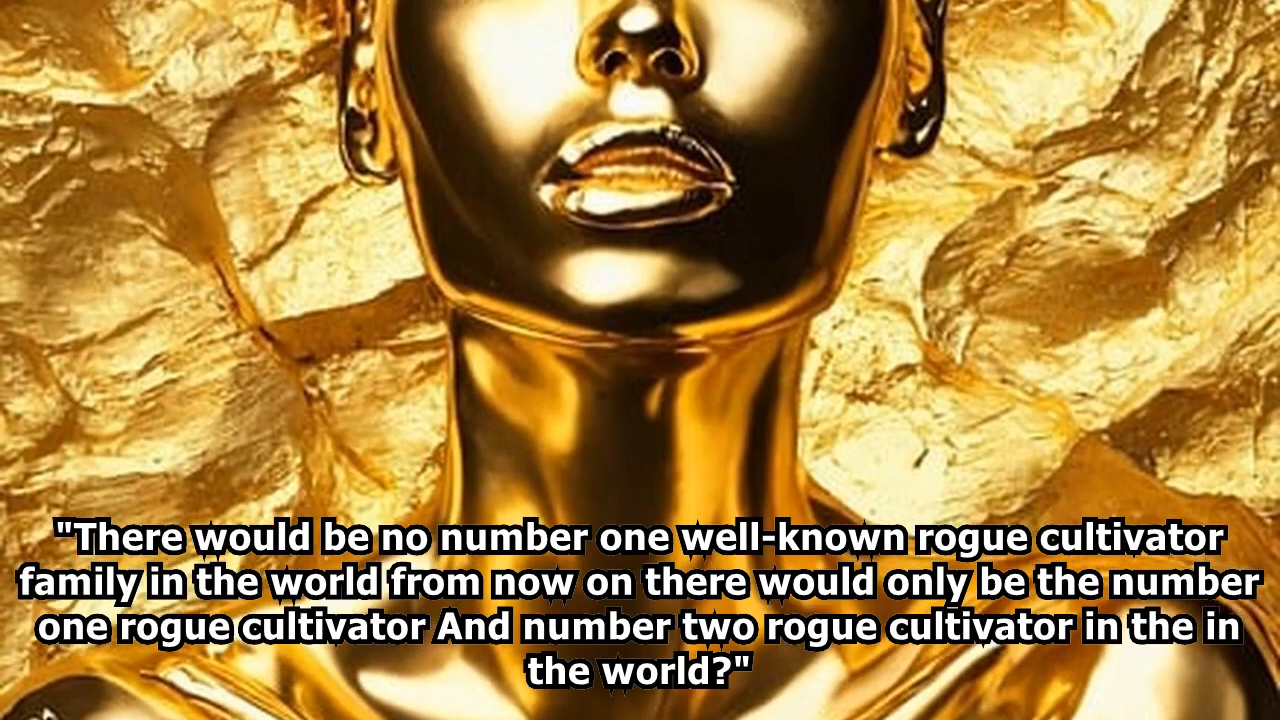 "There would be no number one well-known rogue cultivator
family in the world from now on there would only be the number
one rogue cultivator And number two rogue cultivator in the in
the world?"